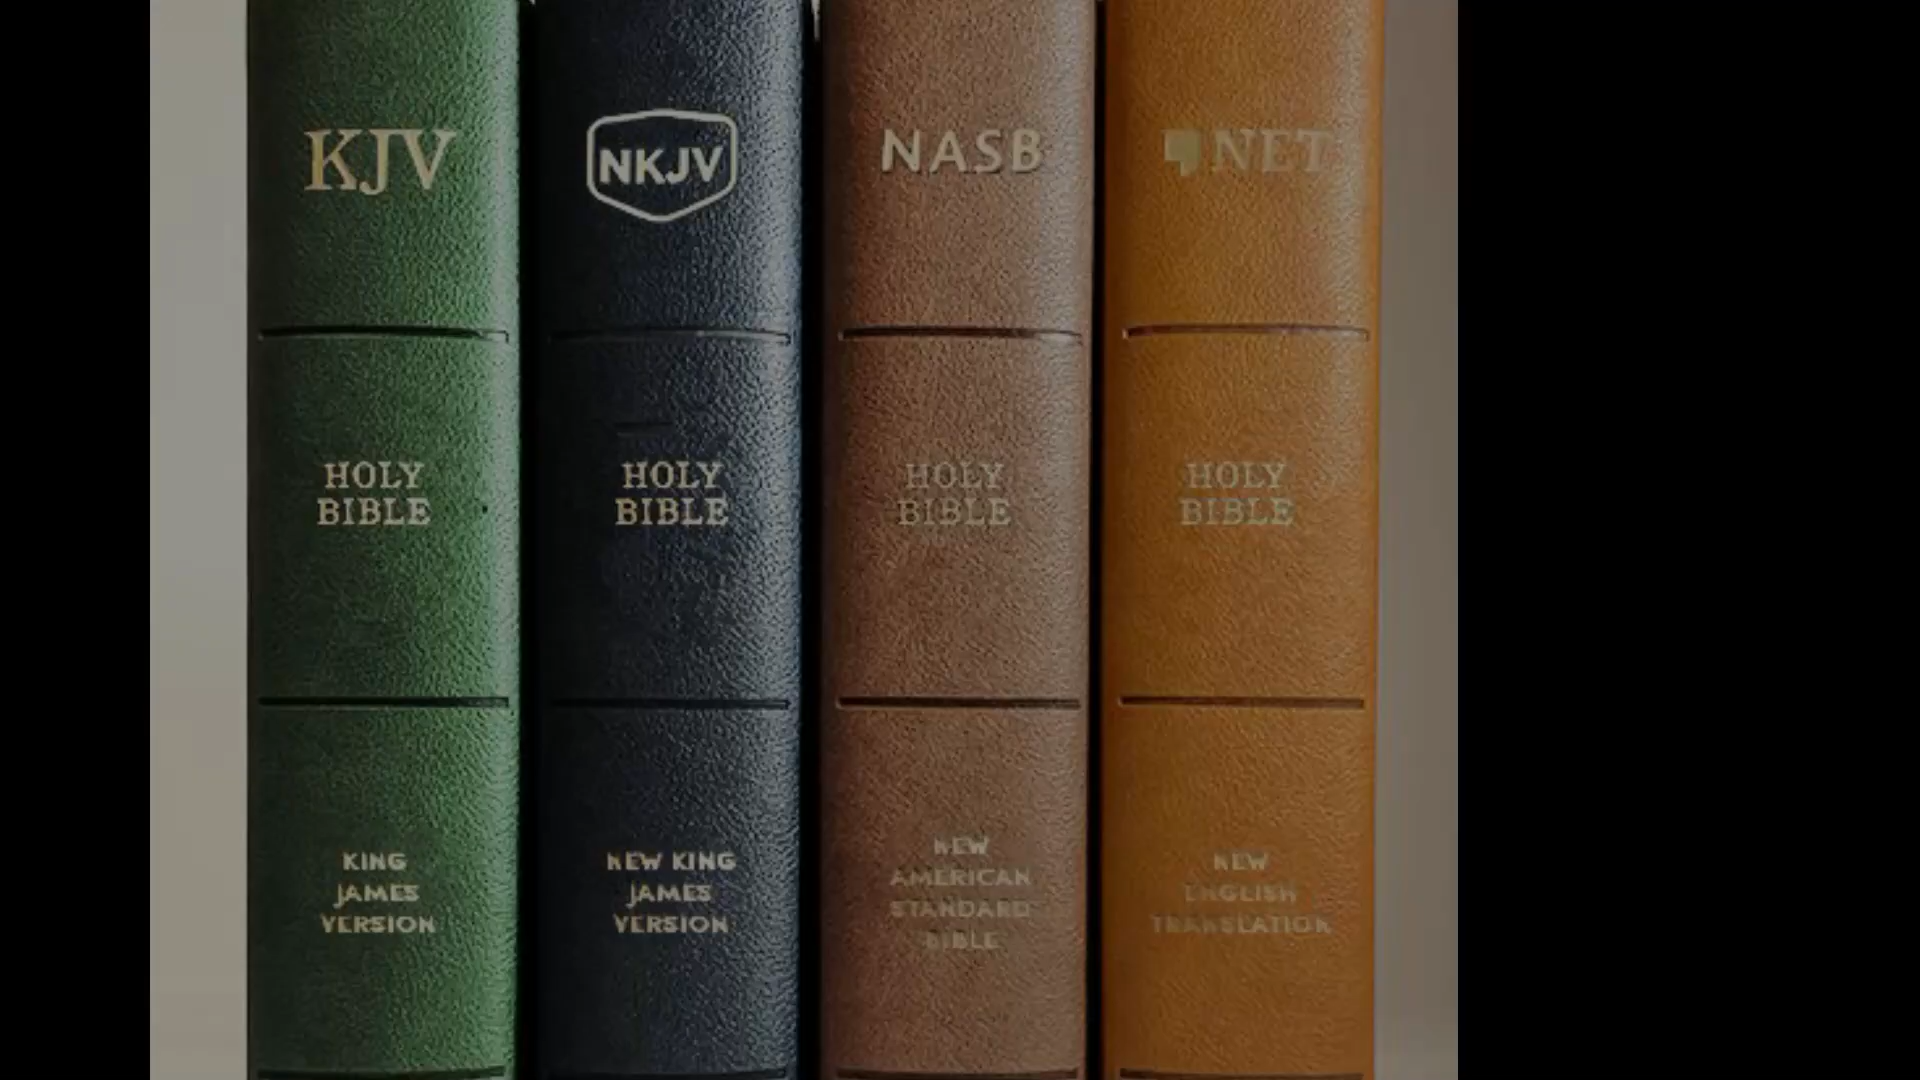 KJV
HOLY
BIBLE
KING
JAMES
VERSION
NKJV
HOLY
BIBLE
NEW KING
JAMES
VERSION
NASB
HOLY
BIBLE
NEW
AMERICAN
STANDARD
BIBLE
NET
HOLY
BIBLE
NEW
ENGLISH
TRANSLATION